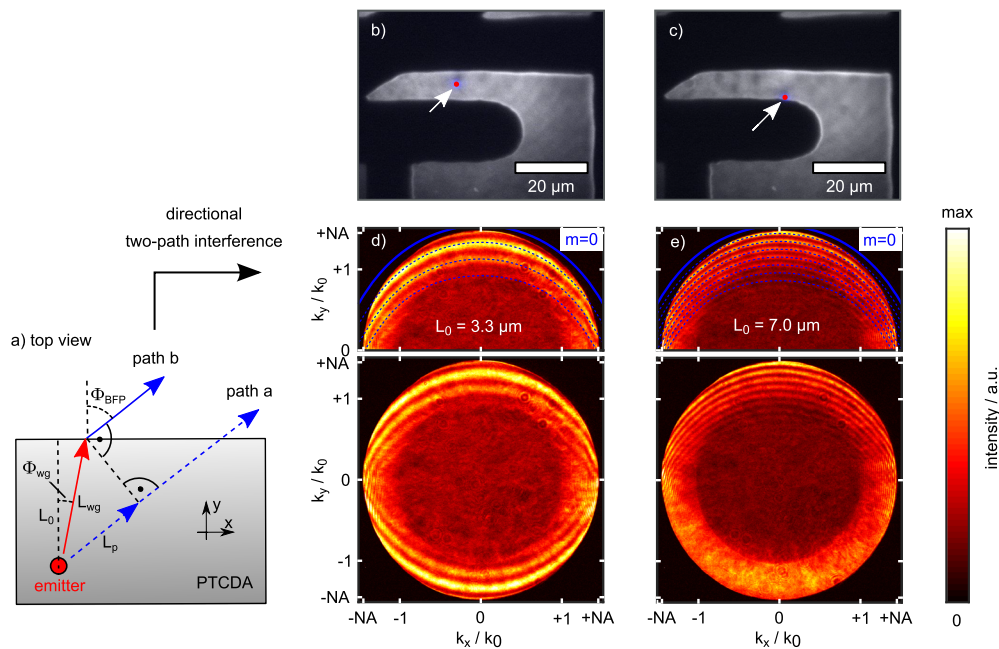 b)
20 µm
c)
20 µm
directional
two-path interference
a) top view
path b
path a
Φ_BFP
Φ_wg
L_wg
L_0
L_p
y
x
emitter
PTCDA
d)
m=0
L_0 = 3.3 µm
+NA
+1
0
k_y / k_0
e)
m=0
L_0 = 7.0 µm
+NA
+1
0
-1
-NA
k_y / k_0
-NA
-1
0
+1
+NA
k_x / k_0
-NA
-1
0
+1
+NA
k_x / k_0
max
intensity / a.u.
0